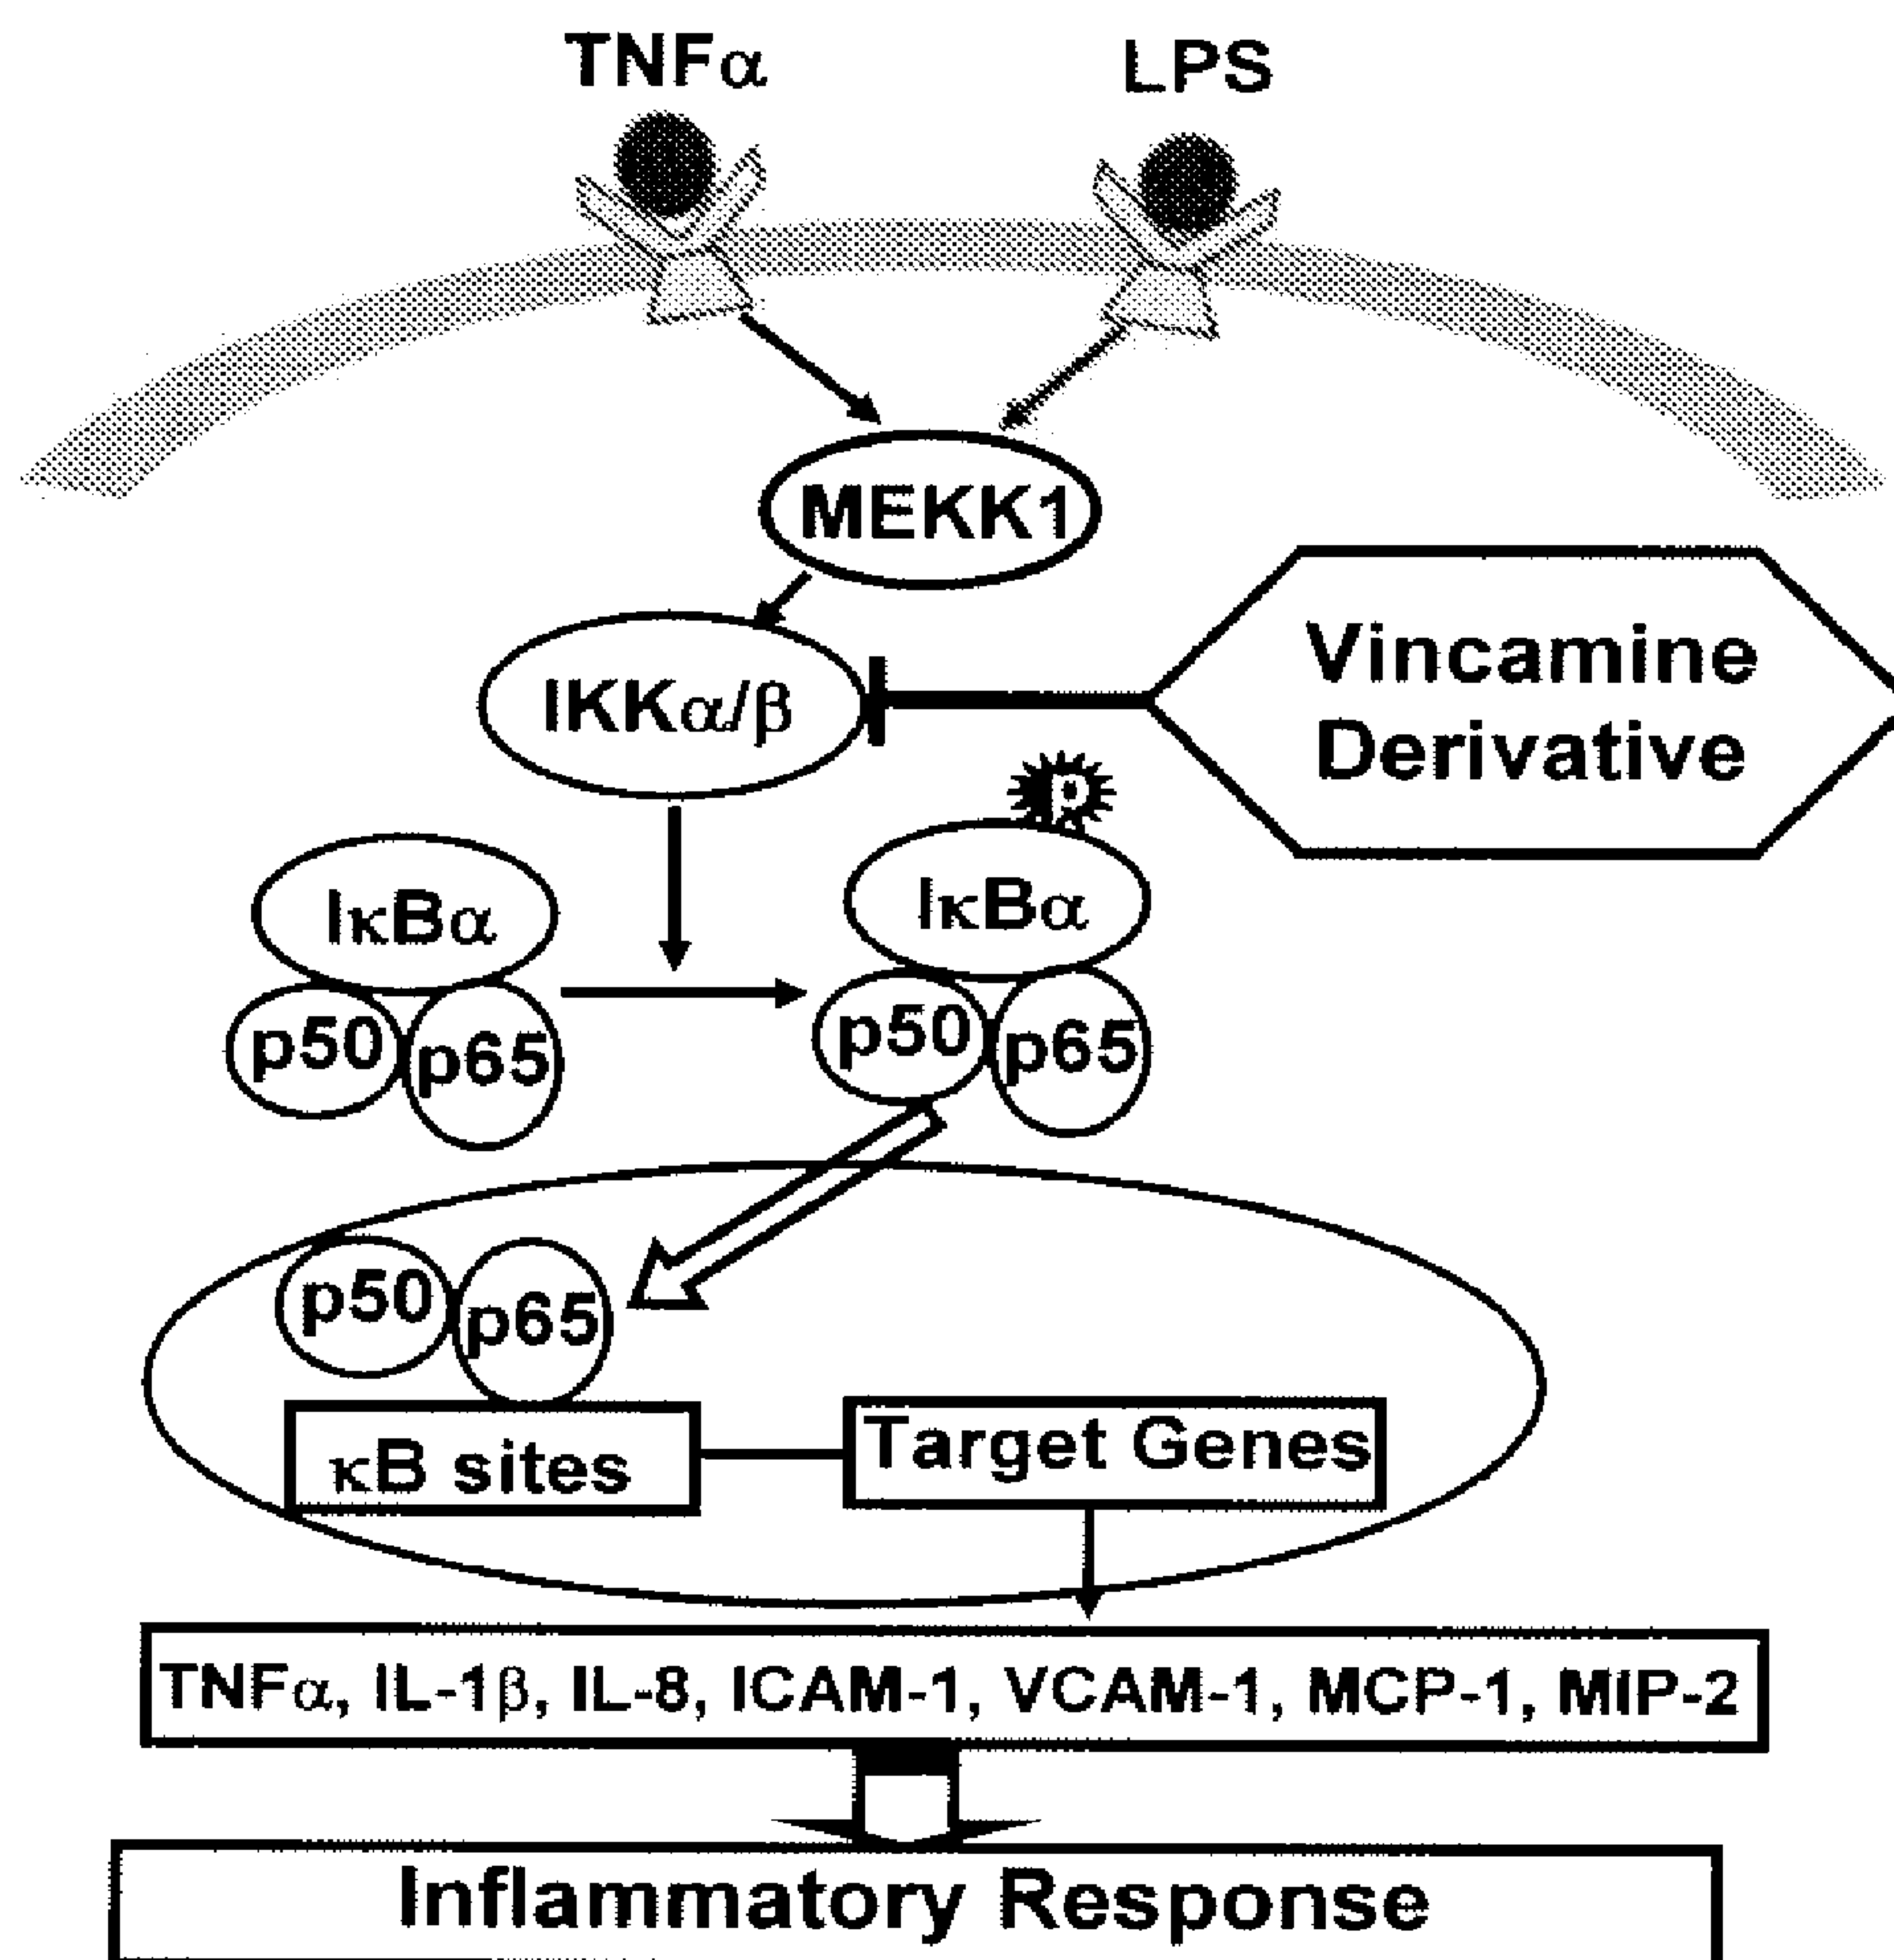 TNFα
LPS
MEKK1
Vincamine
Derivative
IKKα/β
P
IκBα
IκBα
p50
p65
p50
p65
p50
p65
κB sites
Target Genes
TNFα, IL-1β, IL-8, ICAM-1, VCAM-1, MCP-1, MIP-2
Inflammatory Response